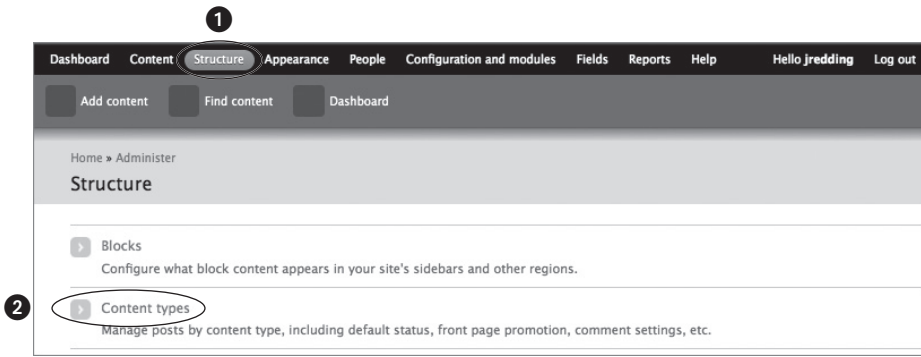 1
Dashboard Content Structure Appearance People Configuration and modules Fields Reports Help Hello jredding Log out
Add content Find content Dashboard
Home » Administer
Structure
Blocks
Configure what block content appears in your site's sidebars and other regions.
2
Content types
Manage posts by content type, including default status, front page promotion, comment settings, etc.